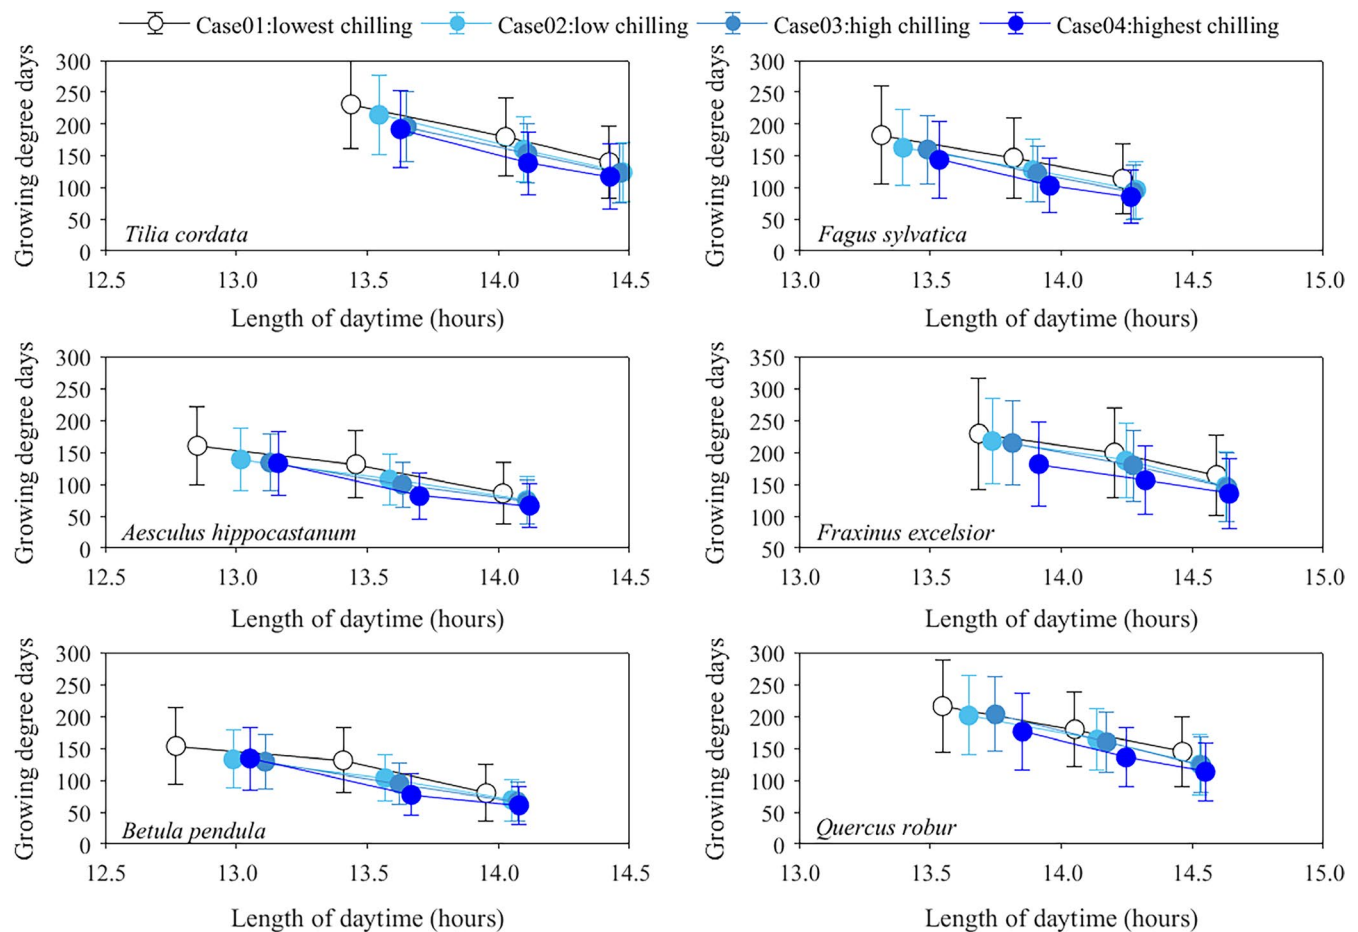 Case01:lowest chilling Case02:low chilling Case03:high chilling Case04:highest chilling
Growing degree days
300
250
200
150
100
50
0
Tilia cordata
12.5 13.0 13.5 14.0 14.5
Length of daytime (hours)
Growing degree days
300
250
200
150
100
50
0
Fagus sylvatica
13.0 13.5 14.0 14.5 15.0
Length of daytime (hours)
Growing degree days
300
250
200
150
100
50
0
Aesculus hippocastanum
12.5 13.0 13.5 14.0 14.5
Length of daytime (hours)
Growing degree days
350
300
250
200
150
100
50
Fraxinus excelsior
13.0 13.5 14.0 14.5 15.0
Length of daytime (hours)
Growing degree days
300
250
200
150
100
50
0
Betula pendula
12.5 13.0 13.5 14.0 14.5
Length of daytime (hours)
Growing degree days
300
250
200
150
100
50
0
Quercus robur
13.0 13.5 14.0 14.5 15.0
Length of daytime (hours)